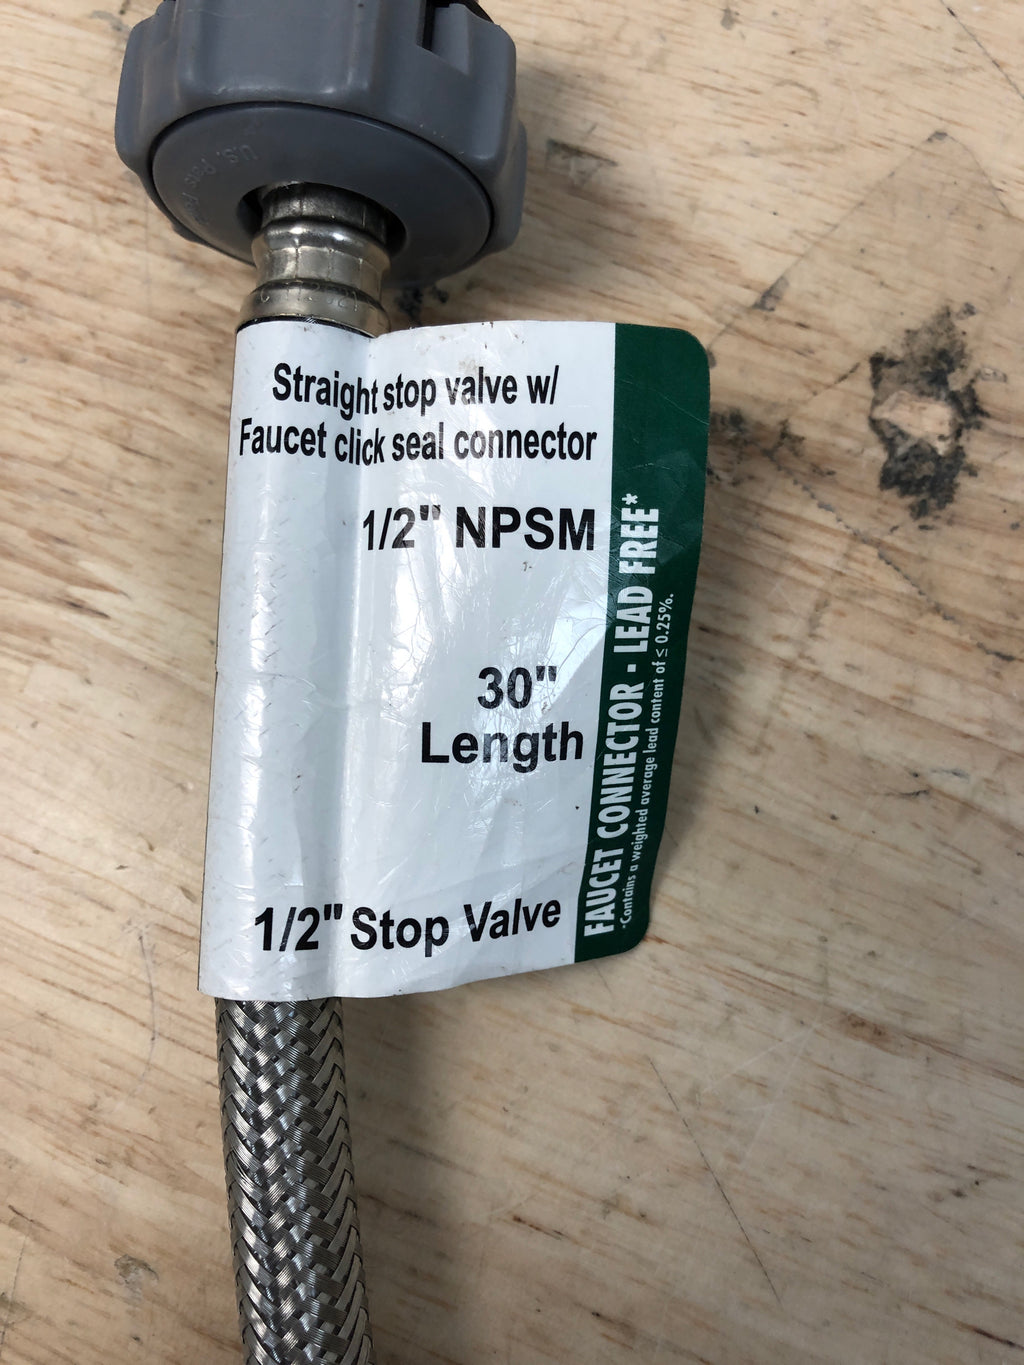 U.S. Pat
Straight stop valve w/
Faucet click seal connector
1/2" NPSM
30"
Length
1/2" Stop Valve
FAUCET CONNECTOR - LEAD FREE*
*Contains a weighted average lead content of ≤ 0.25%.